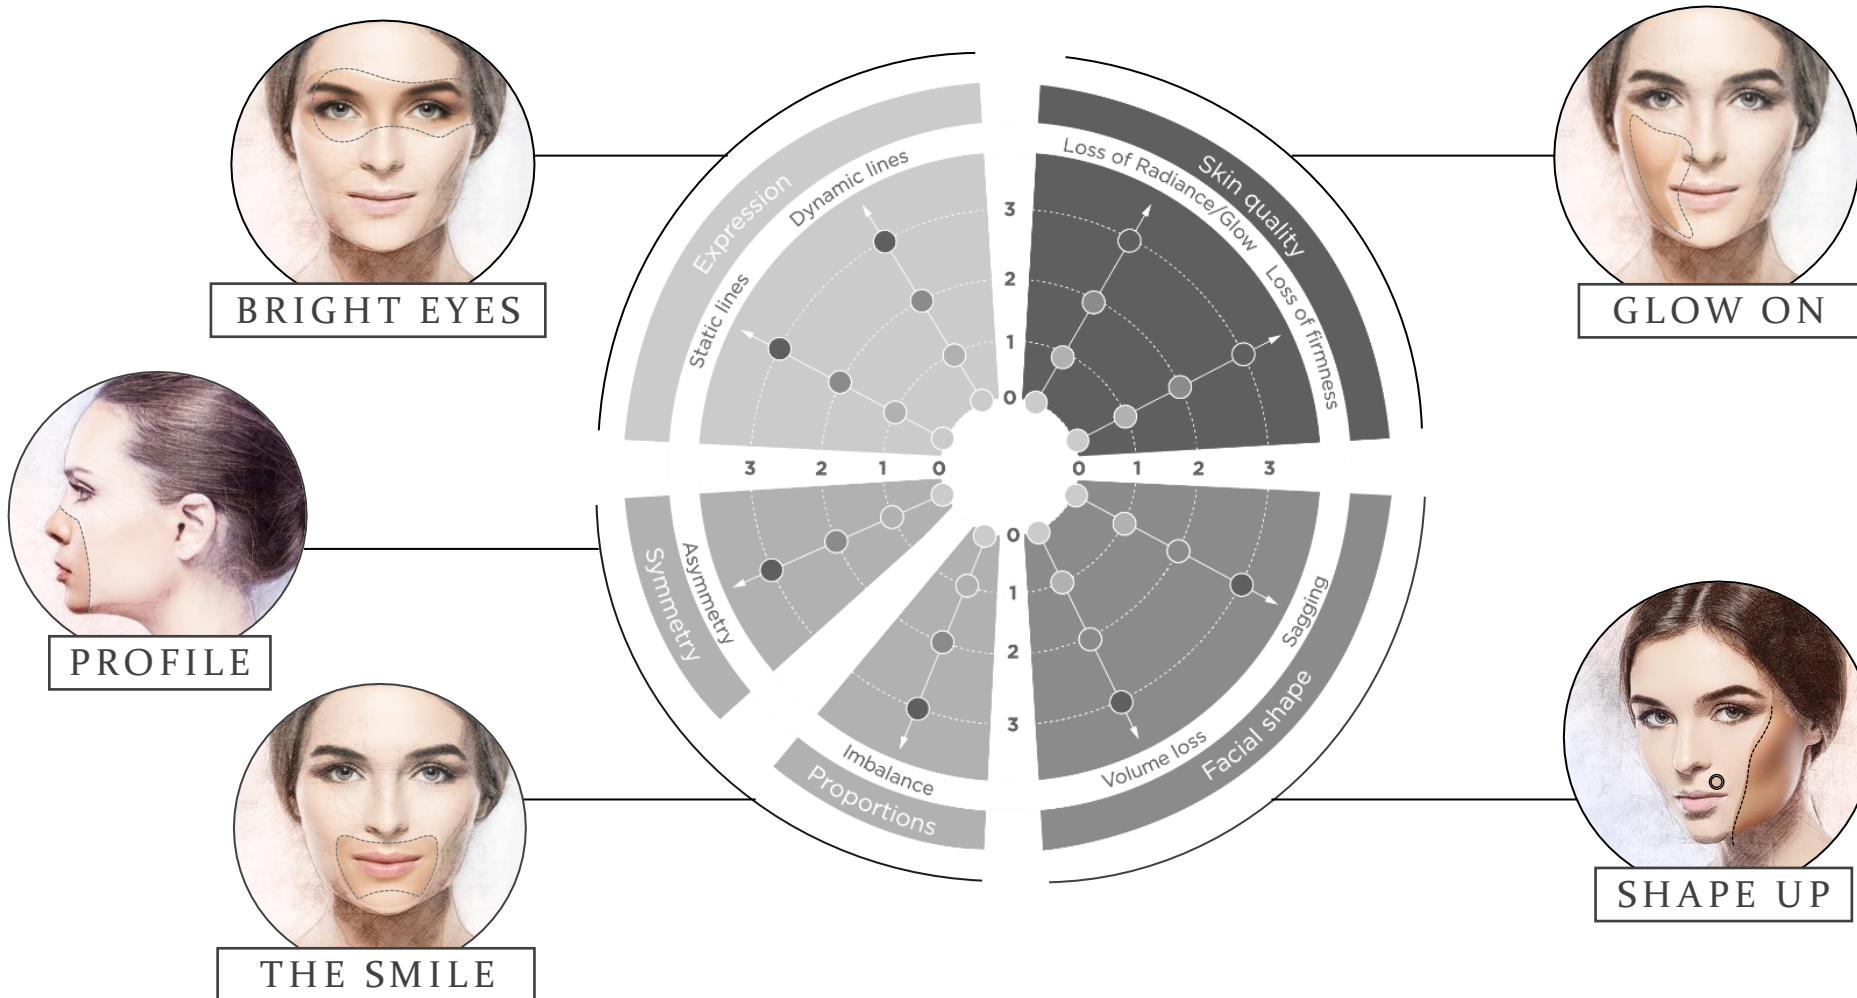 BRIGHT EYES
PROFILE
THE SMILE
Expression
Dynamic lines
Static lines
3
2
1
0
Skin quality
Loss of Radiance/Glow
Loss of firmness
3 2 1 0
0 1 2 3
Symmetry
Asymmetry
Proportions
Imbalance
0
1
2
3
Sagging
Volume loss
Facial shape
GLOW ON
SHAPE UP